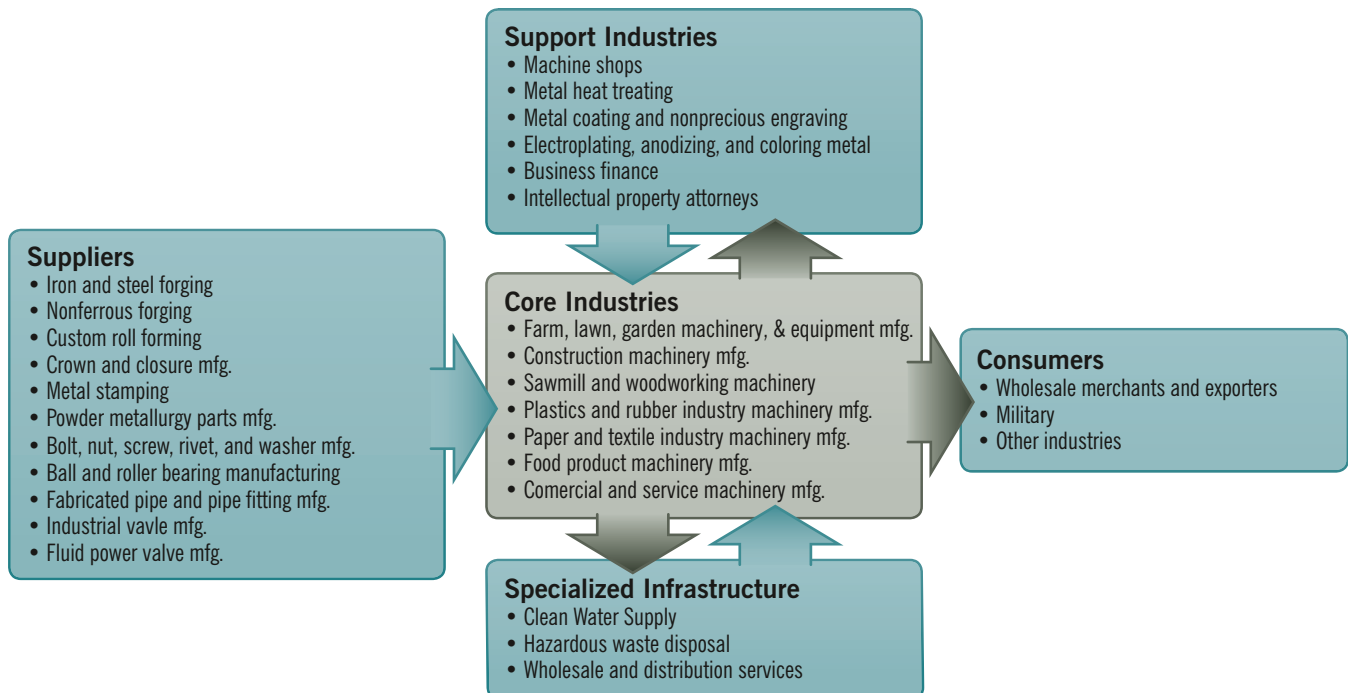 Support Industries
• Machine shops
• Metal heat treating
• Metal coating and nonprecious engraving
• Electroplating, anodizing, and coloring metal
• Business finance
• Intellectual property attorneys
Suppliers
• Iron and steel forging
• Nonferrous forging
• Custom roll forming
• Crown and closure mfg.
• Metal stamping
• Powder metallurgy parts mfg.
• Bolt, nut, screw, rivet, and washer mfg.
• Ball and roller bearing manufacturing
• Fabricated pipe and pipe fitting mfg.
• Industrial vavle mfg.
• Fluid power valve mfg.
Core Industries
• Farm, lawn, garden machinery, & equipment mfg.
• Construction machinery mfg.
• Sawmill and woodworking machinery
• Plastics and rubber industry machinery mfg.
• Paper and textile industry machinery mfg.
• Food product machinery mfg.
• Comercial and service machinery mfg.
Consumers
• Wholesale merchants and exporters
• Military
• Other industries
Specialized Infrastructure
• Clean Water Supply
• Hazardous waste disposal
• Wholesale and distribution services